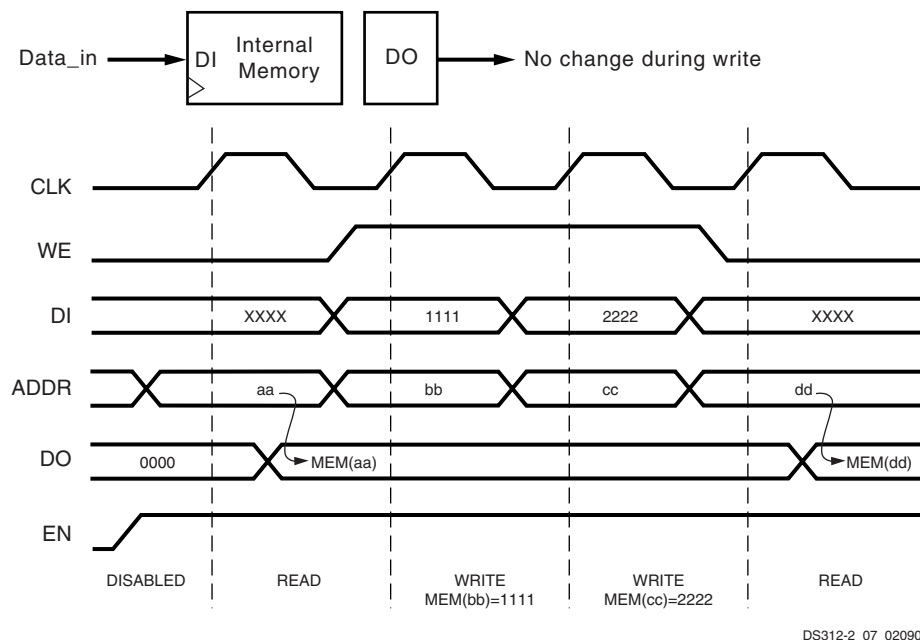 Data_in
DI
Internal
Memory
DO
No change during write
CLK
WE
DI
XXXX
1111
2222
XXXX
ADDR
aa
bb
cc
dd
DO
0000
MEM(aa)
MEM(dd)
EN
DISABLED
READ
WRITE
MEM(bb)=1111
WRITE
MEM(cc)=2222
READ
DS312-2_07_02090